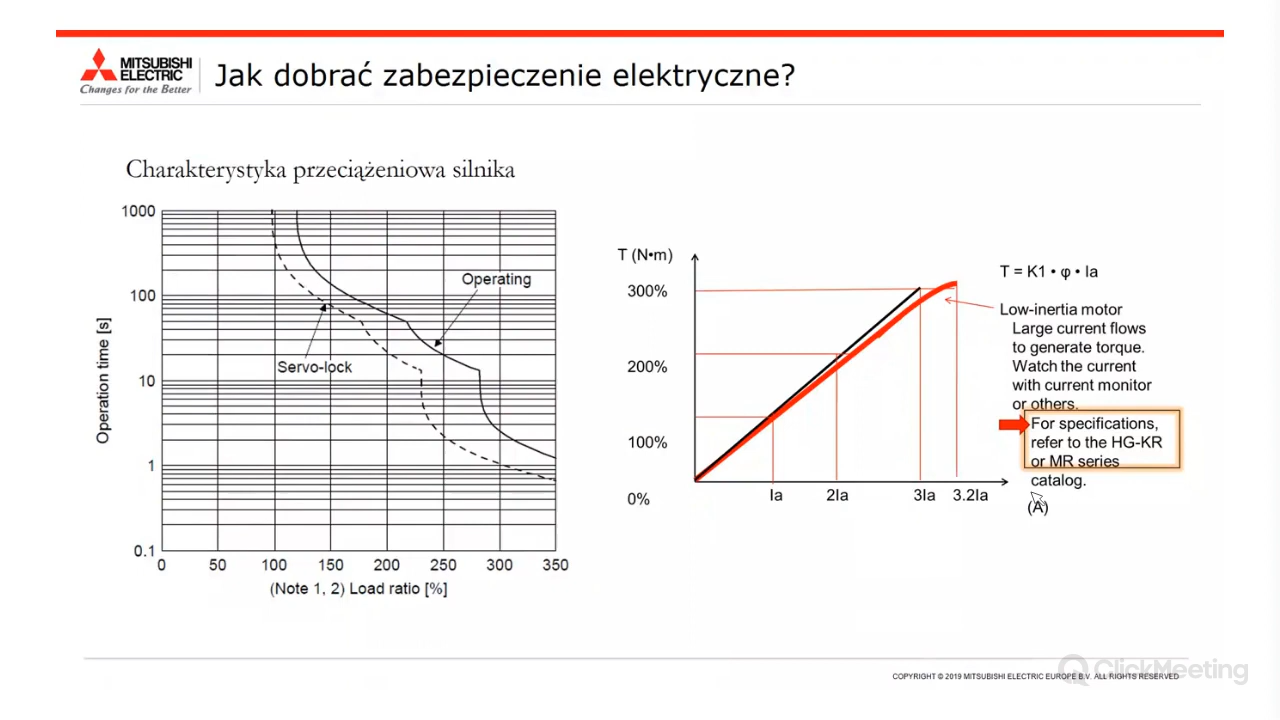 MITSUBISHI
ELECTRIC
Changes for the Better
Jak dobrać zabezpieczenie elektryczne?
Charakterystyka przeciążeniowa silnika
1000
100
10
1
0.1
Operation time [s]
Operating
Servo-lock
0 50 100 150 200 250 300 350
(Note 1, 2) Load ratio [%]
T (N•m)
300%
200%
100%
0%
Ia 2Ia 3Ia 3.2Ia
(A)
T = K1 • φ • Ia
Low-inertia motor
Large current flows
to generate torque.
Watch the current
with current monitor
or others.
For specifications,
refer to the HG-KR
or MR series
catalog.
COPYRIGHT © 2019 MITSUBISHI ELECTRIC EUROPE B.V. ALL RIGHTS RESERVED
ClickMeeting